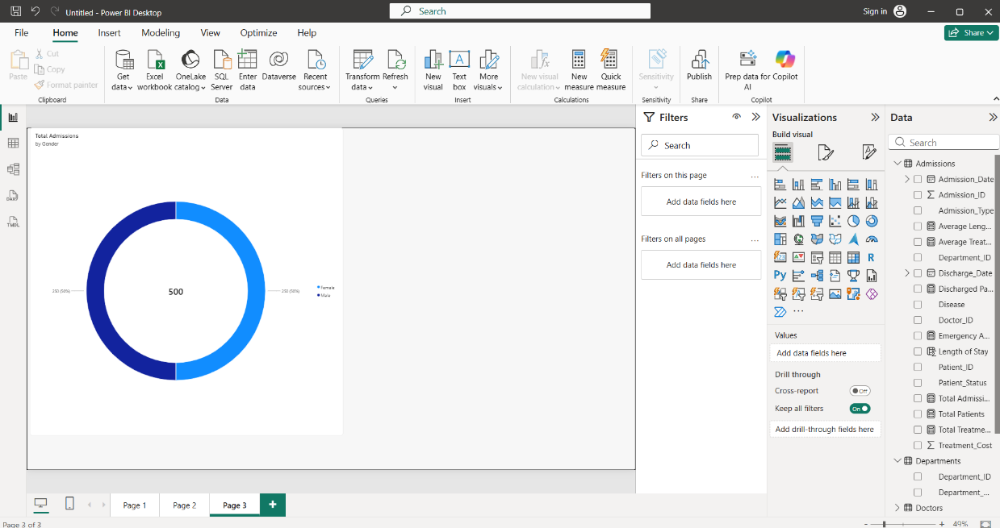 Untitled - Power BI Desktop
Search
Sign in
File Home Insert Modeling View Optimize Help
Share
Paste
Cut
Copy
Format painter
Clipboard
Get data
Excel workbook
OneLake catalog
SQL Server
Enter data
Dataverse
Recent sources
Data
Transform data
Refresh
Queries
New visual
Text box
More visuals
Insert
New visual calculation
New measure
Quick measure
Calculations
Sensitivity
Sensitivity
Publish
Share
Prep data for AI
Copilot
Copilot
DAX
TMDL
Total Admissions
by Gender
250 (50%)
500
250 (50%)
Female
Male
Filters
Search
Filters on this page ...
Add data fields here
Filters on all pages ...
Add data fields here
Visualizations
Build visual
123
R
Py
...
Values
Add data fields here
Drill through
Cross-report Off
Keep all filters On
Add drill-through fields here
Data
Search
Admissions
Admission_Date
Admission_ID
Admission_Type
Average Leng...
Average Treat...
Department_ID
Discharge_Date
Discharged Pa...
Disease
Doctor_ID
Emergency A...
Length of Stay
Patient_ID
Patient_Status
Total Admissi...
Total Patients
Total Treatme...
Treatment_Cost
Departments
Department_ID
Department_...
Doctors
Page 1 Page 2 Page 3 +
Page 3 of 3
- + 49%